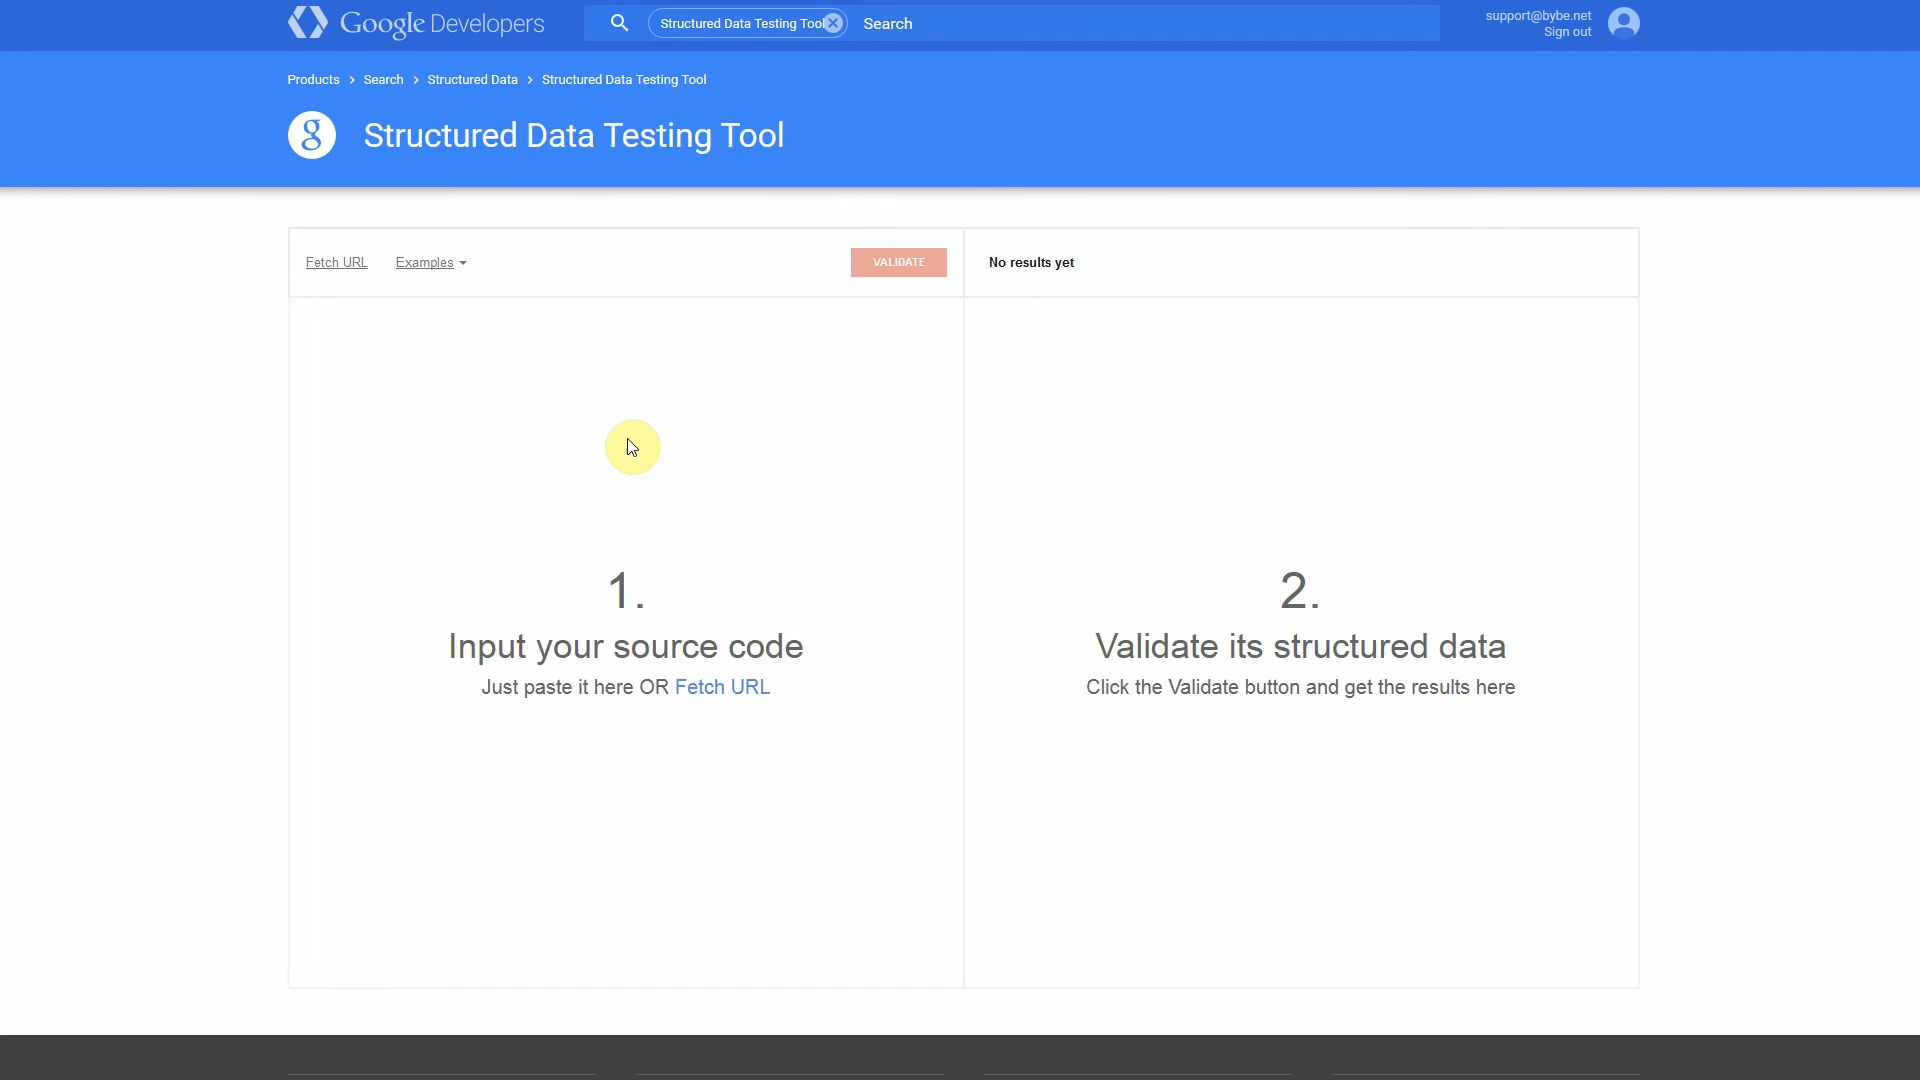 Google Developers
Structured Data Testing Tool
Search
support@bybe.net
Sign out
Products > Search > Structured Data > Structured Data Testing Tool
g
Structured Data Testing Tool
Fetch URL
Examples
VALIDATE
No results yet
1.
Input your source code
Just paste it here OR Fetch URL
2.
Validate its structured data
Click the Validate button and get the results here